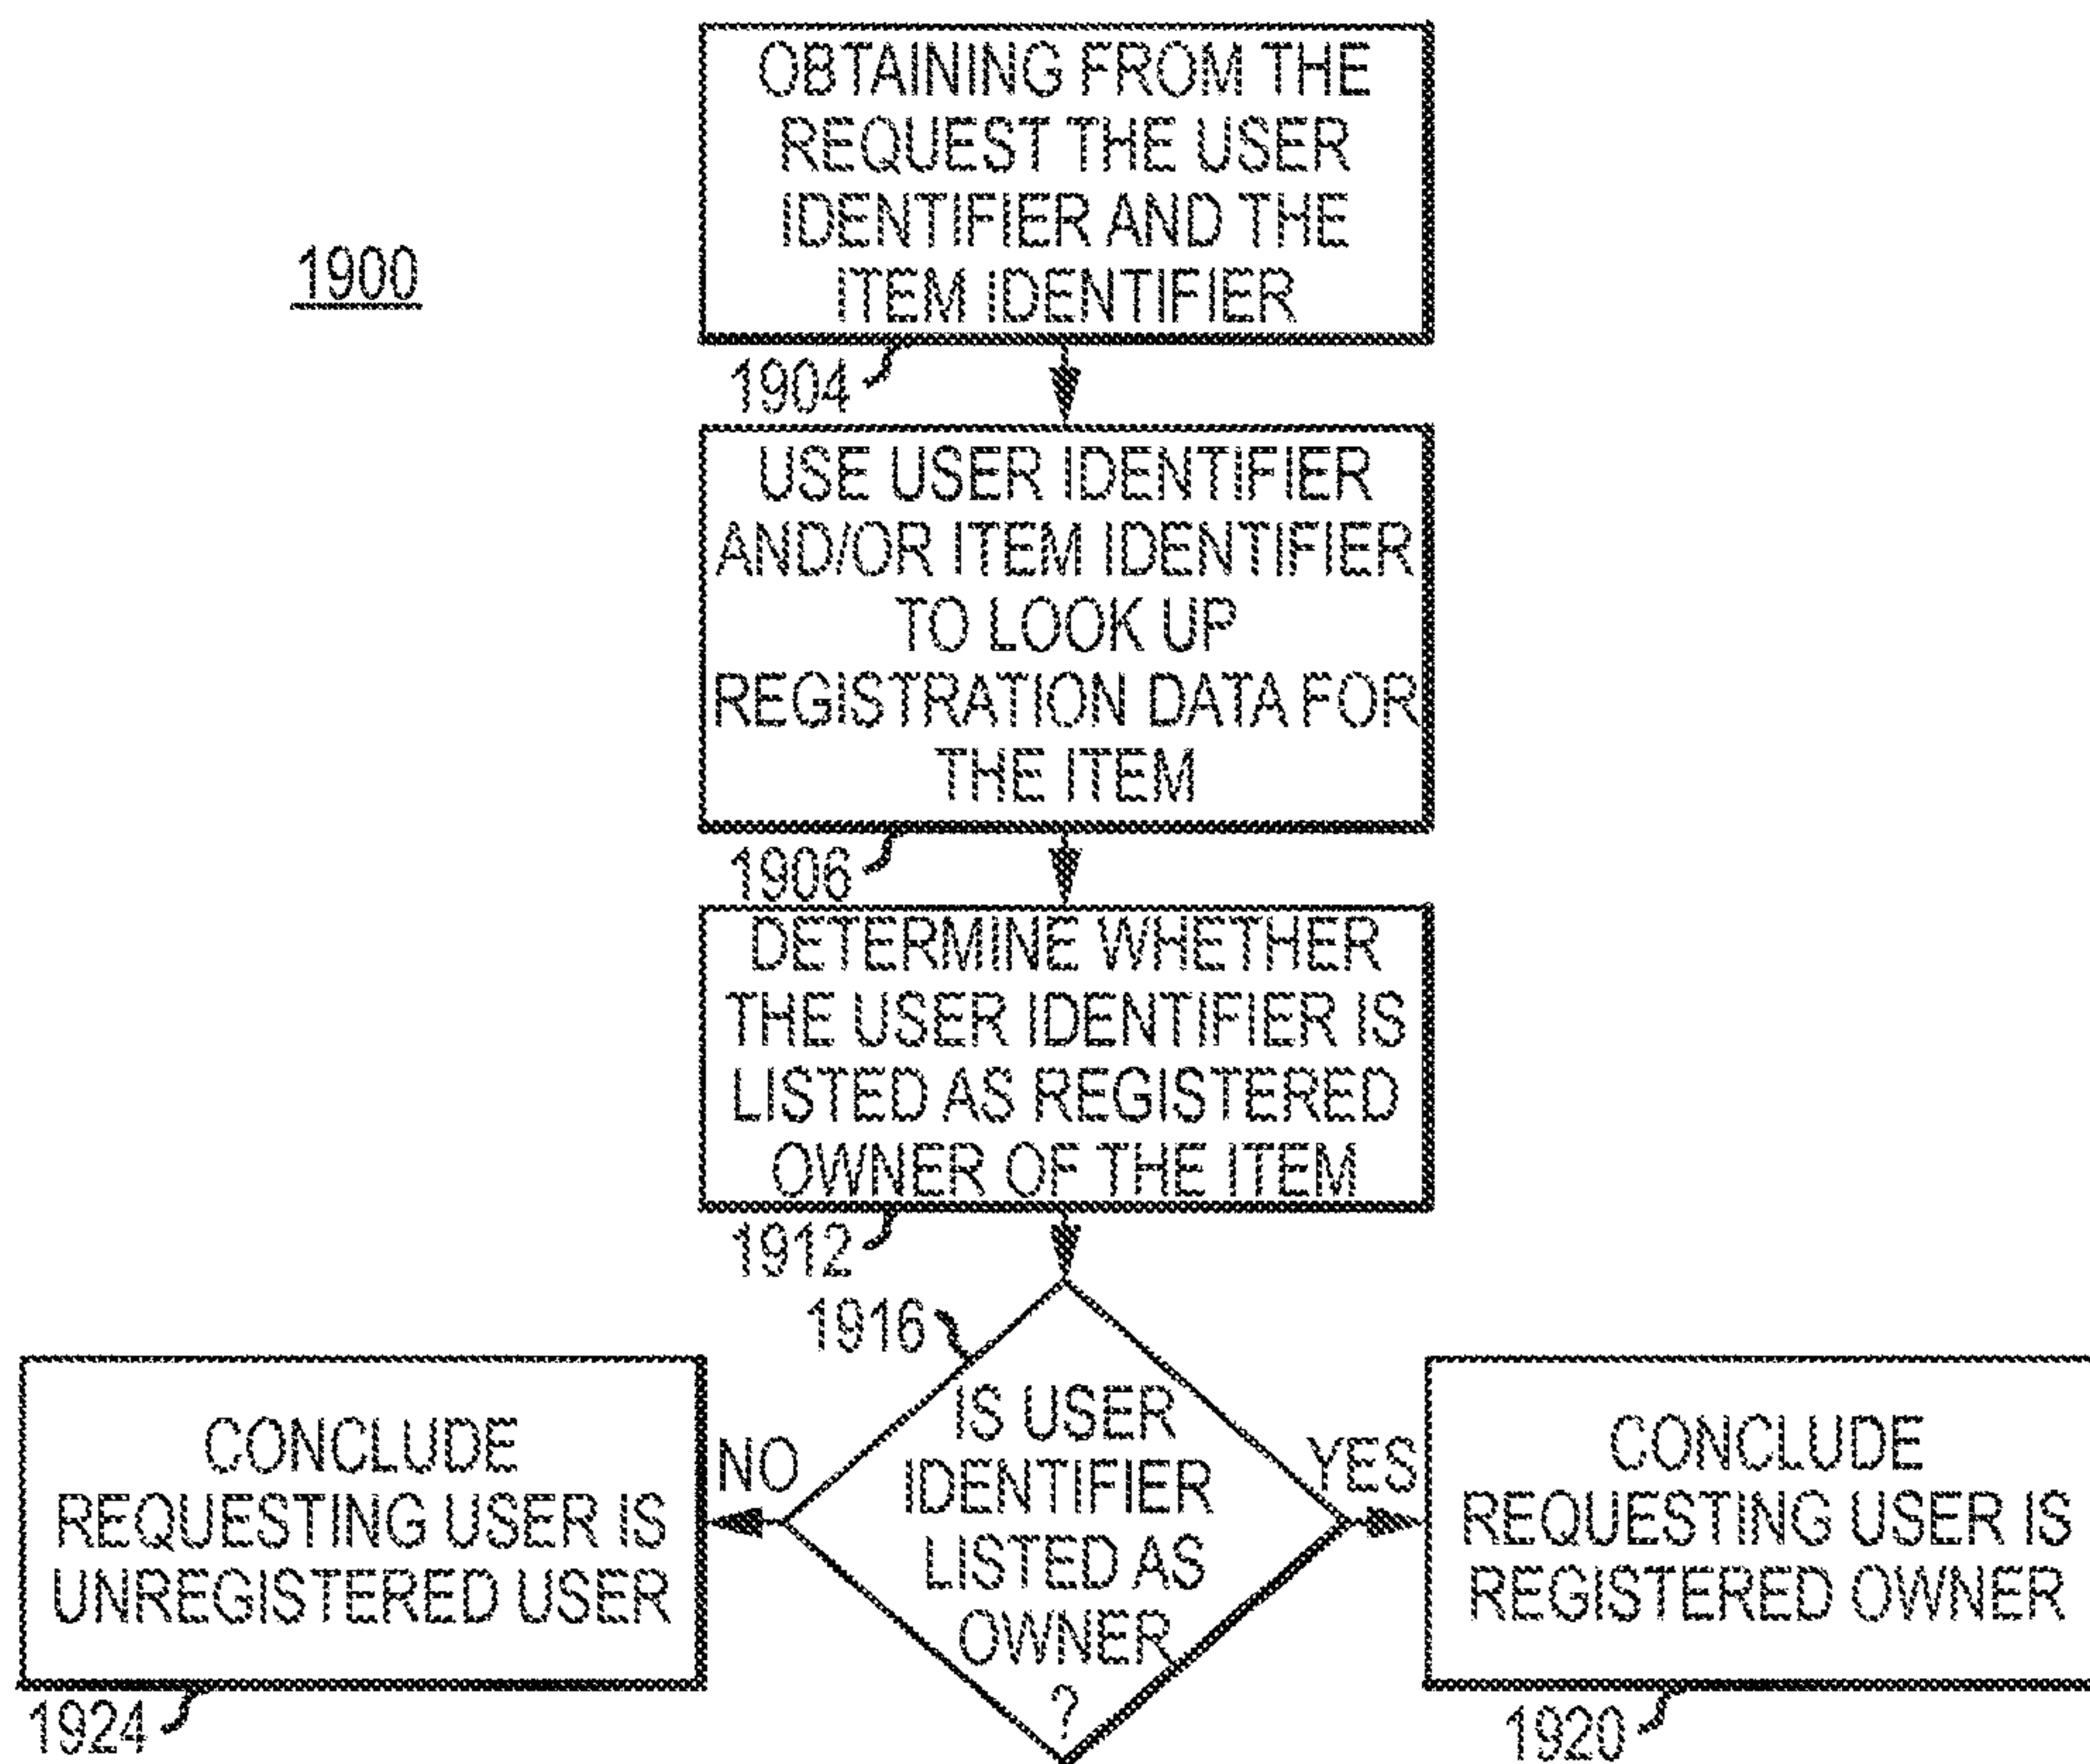 1900
OBTAINING FROM THE
REQUEST THE USER
IDENTIFIER AND THE
ITEM IDENTIFIER
1904
USE USER IDENTIFIER
AND/OR ITEM IDENTIFIER
TO LOOK UP
REGISTRATION DATA FOR
THE ITEM
1906
DETERMINE WHETHER
THE USER IDENTIFIER IS
LISTED AS REGISTERED
OWNER OF THE ITEM
1912
1916
IS USER
IDENTIFIER
LISTED AS
OWNER
?
NO
CONCLUDE
REQUESTING USER IS
UNREGISTERED USER
1924
YES
CONCLUDE
REQUESTING USER IS
REGISTERED OWNER
1920